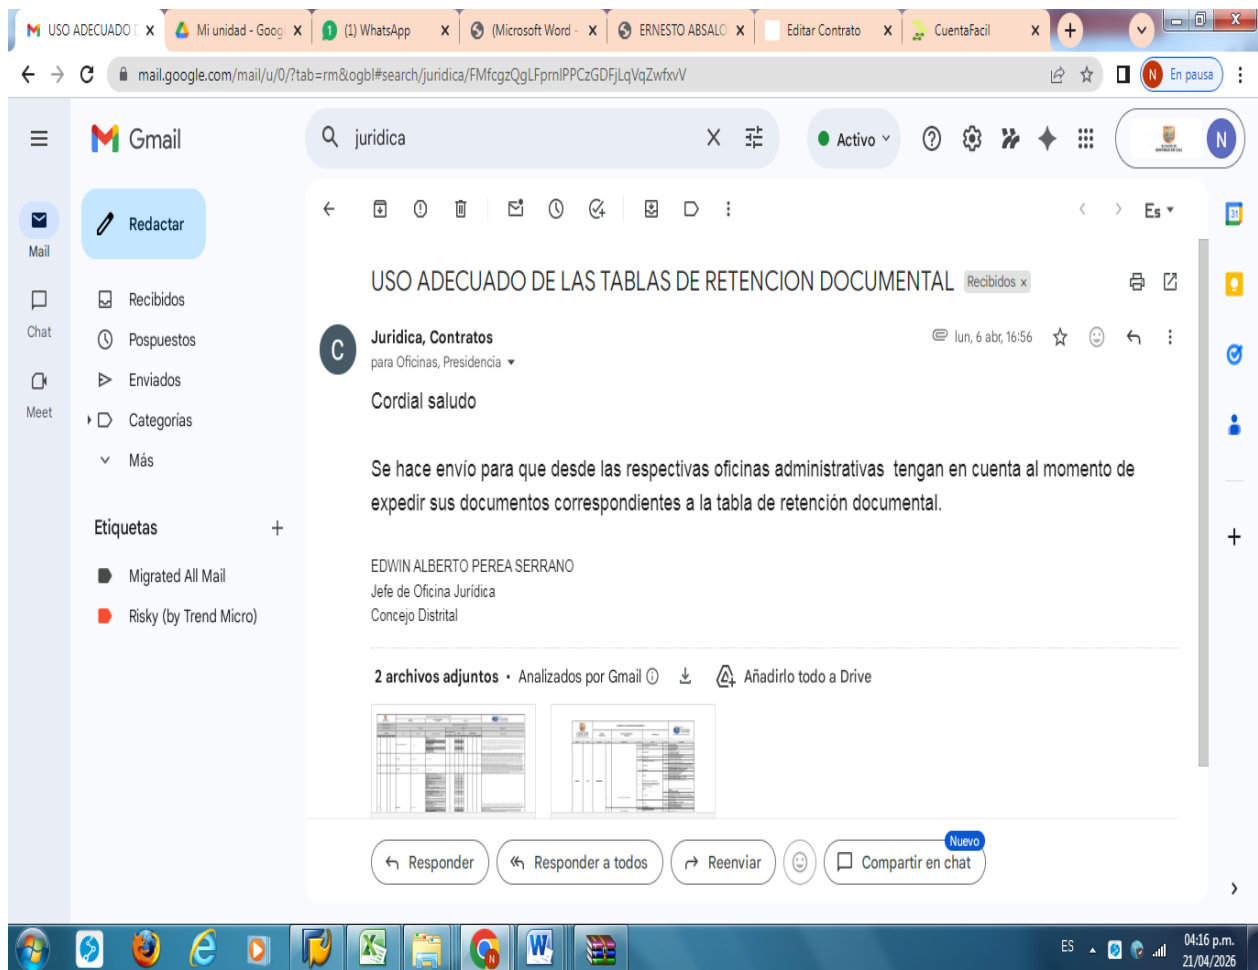 USO ADECUADO D
Mi unidad - Goog
(1) WhatsApp
(Microsoft Word -
ERNESTO ABSALO
Editar Contrato
CuentaFacil
mail.google.com/mail/u/0/?tab=rm&ogbl#search/juridica/FMfcgzQgLFprnlPPCzGDFjLqVqZwfxvV
N En pausa
Gmail
juridica
Activo
N
Redactar
Mail
Chat
Meet
Recibidos
Pospuestos
Enviados
Categorías
Más
Etiquetas
Migrated All Mail
Risky (by Trend Micro)
Es
31
USO ADECUADO DE LAS TABLAS DE RETENCION DOCUMENTAL Recibidos x
C
Juridica, Contratos
lun, 6 abr, 16:56
para Oficinas, Presidencia
Cordial saludo
Se hace envío para que desde las respectivas oficinas administrativas tengan en cuenta al momento de
expedir sus documentos correspondientes a la tabla de retención documental.
EDWIN ALBERTO PEREA SERRANO
Jefe de Oficina Jurídica
Concejo Distrital
2 archivos adjuntos • Analizados por Gmail
Añadirlo todo a Drive
Responder
Responder a todos
Reenviar
Compartir en chat
Nuevo
ES
04:16 p.m.
21/04/2026